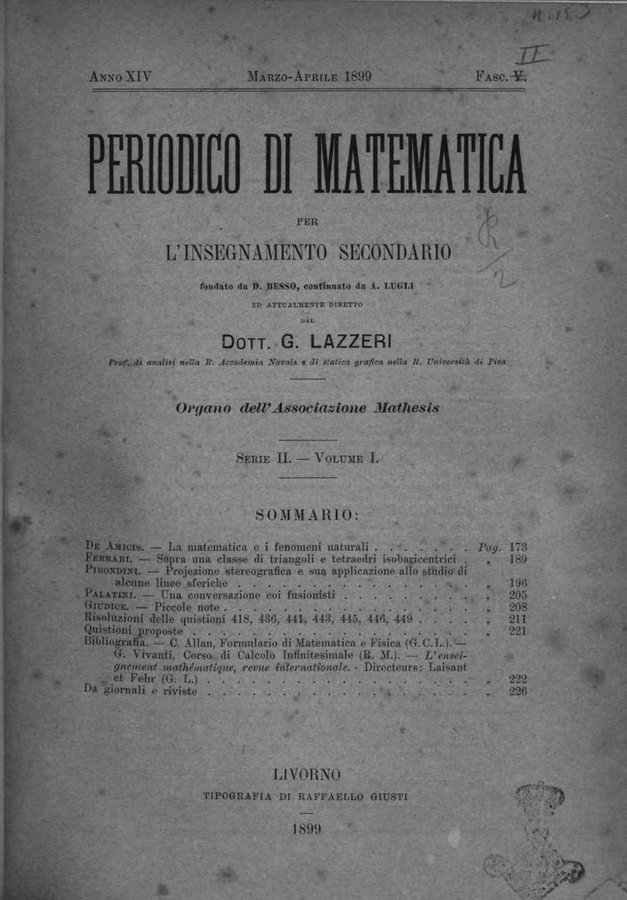 n. 15
II
ANNO XIV MARZO-APRILE 1899 FASC. V.
PERIODICO DI MATEMATICA
PER
L'INSEGNAMENTO SECONDARIO
fondato da D. BESSO, continuato da A. LUGLI
ED ATTUALMENTE DIRETTO
DAL
DOTT. G. LAZZERI
Prof. di analisi nella R. Accademia Navale e di statica grafica nella R. Università di Pisa
Organo dell'Associazione Mathesis
SERIE II. — VOLUME I.
SOMMARIO:
DE AMICIS. — La matematica e i fenomeni naturali . . . . . . . Pag. 173
FERRARI. — Sopra una classe di triangoli e tetraedri isobaricentrici . „ 189
PIRONDINI. — Projezione stereografica e sua applicazione allo studio di
alcune linee sferiche . . . . . . . . . . . . . . . „ 196
PALATINI. — Una conversazione coi fusionisti . . . . . . . . . „ 205
GIUDICE. — Piccole note . . . . . . . . . . . . . . . . „ 208
Risoluzioni delle quistioni 418, 436, 441, 443, 445, 446, 449 . . . . „ 211
Quistioni proposte . . . . . . . . . . . . . . . . . . „ 221
Bibliografia. — C. Allan, Formulario di Matematica e Fisica (G.C.L.). —
G. Vivanti, Corso di Calcolo Infinitesimale (R. M.). — L'ensei-
gnement mathématique, revue internationale. - Directeurs: Laisant
et Fehr (G. L.) . . . . . . . . . . . . . . . . . „ 222
Da giornali e riviste . . . . . . . . . . . . . . . . . „ 226
LIVORNO
TIPOGRAFIA DI RAFFAELLO GIUSTI
1899